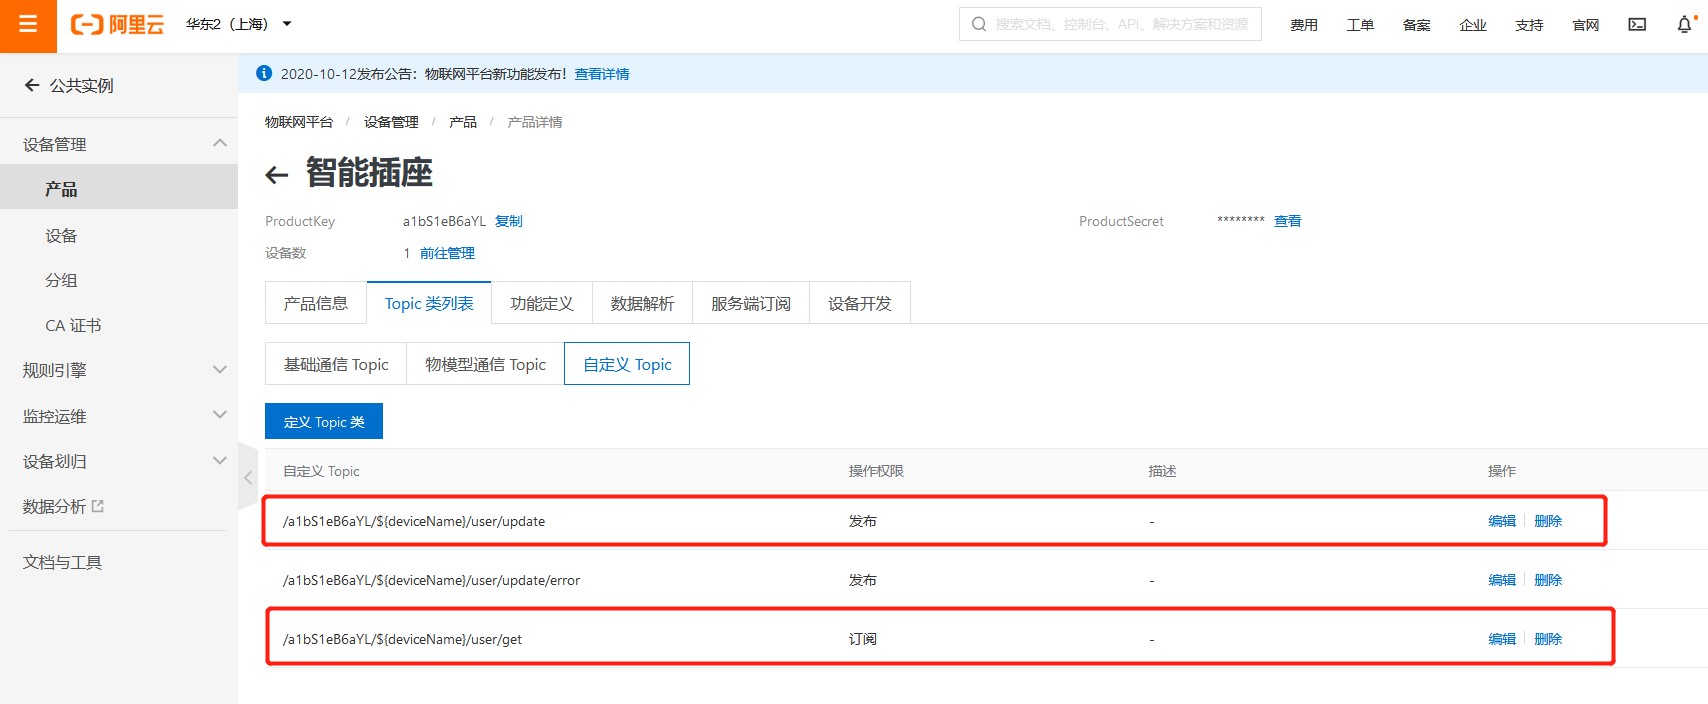 阿里云 华东2（上海） 搜索文档、控制台、API、解决方案和资源 费用 工单 备案 企业 支持 官网
公共实例
设备管理
产品
设备
分组
CA 证书
规则引擎
监控运维
设备划归
数据分析
文档与工具
2020-10-12发布公告：物联网平台新功能发布！查看详情
物联网平台 / 设备管理 / 产品 / 产品详情
智能插座
ProductKey a1bS1eB6aYL 复制 ProductSecret ******** 查看
设备数 1 前往管理
产品信息 Topic 类列表 功能定义 数据解析 服务端订阅 设备开发
基础通信 Topic 物模型通信 Topic 自定义 Topic
定义 Topic 类
自定义 Topic 操作权限 描述 操作
/a1bS1eB6aYL/${deviceName}/user/update 发布 - 编辑 删除
/a1bS1eB6aYL/${deviceName}/user/update/error 发布 - 编辑 删除
/a1bS1eB6aYL/${deviceName}/user/get 订阅 - 编辑 删除